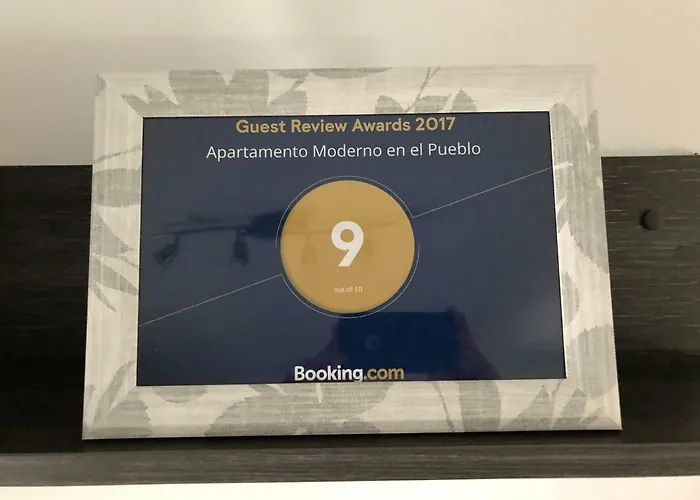 Guest Review Awards 2017
Apartamento Moderno en el Pueblo
9
out of 10
Booking.com